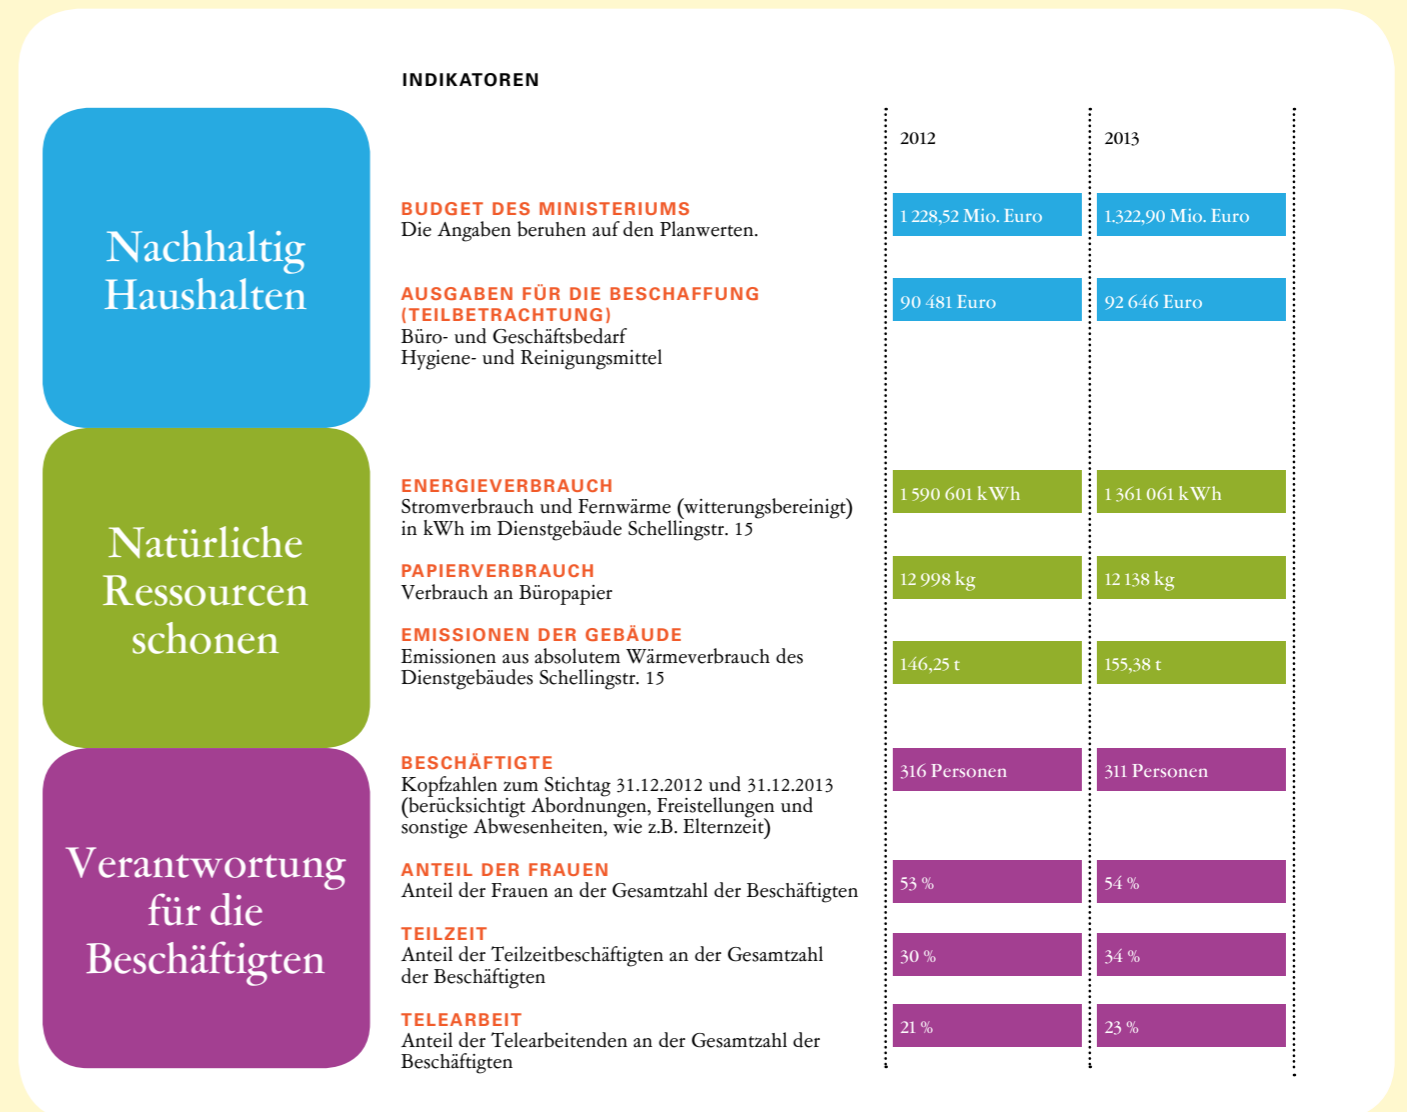 INDIKATOREN
2012
2013
Nachhaltig
Haushalten
BUDGET DES MINISTERIUMS
Die Angaben beruhen auf den Planwerten.
1 228,52 Mio. Euro
1.322,90 Mio. Euro
AUSGABEN FÜR DIE BESCHAFFUNG
(TEILBETRACHTUNG)
Büro- und Geschäftsbedarf
Hygiene- und Reinigungsmittel
90 481 Euro
92 646 Euro
Natürliche
Ressourcen
schonen
ENERGIEVERBRAUCH
Stromverbrauch und Fernwärme (witterungsbereinigt)
in kWh im Dienstgebäude Schellingstr. 15
1 590 601 kWh
1 361 061 kWh
PAPIERVERBRAUCH
Verbrauch an Büropapier
12 998 kg
12 138 kg
EMISSIONEN DER GEBÄUDE
Emissionen aus absolutem Wärmeverbrauch des
Dienstgebäudes Schellingstr. 15
146,25 t
155,38 t
Verantwortung
für die
Beschäftigten
BESCHÄFTIGTE
Kopfzahlen zum Stichtag 31.12.2012 und 31.12.2013
(berücksichtigt Abordnungen, Freistellungen und
sonstige Abwesenheiten, wie z.B. Elternzeit)
316 Personen
311 Personen
ANTEIL DER FRAUEN
Anteil der Frauen an der Gesamtzahl der Beschäftigten
53 %
54 %
TEILZEIT
Anteil der Teilzeitbeschäftigten an der Gesamtzahl
der Beschäftigten
30 %
34 %
TELEARBEIT
Anteil der Telearbeitenden an der Gesamtzahl der
Beschäftigten
21 %
23 %